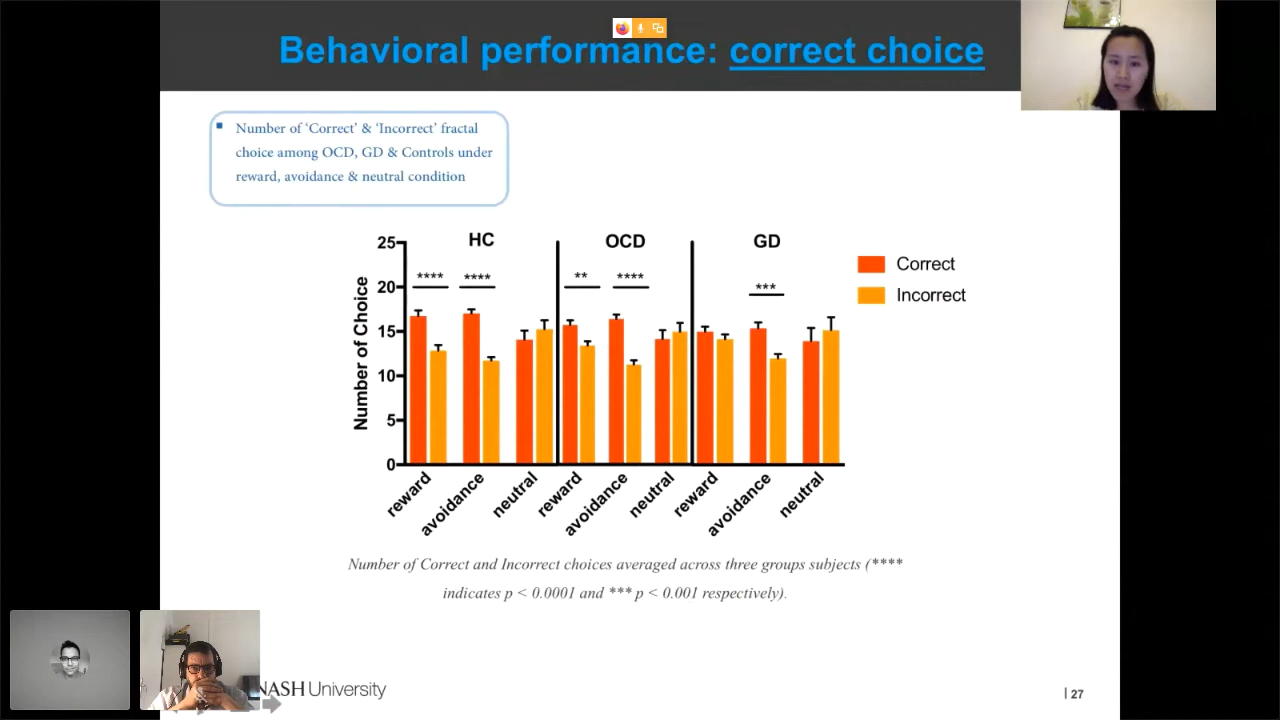 Behavioral performance: correct choice
Number of ‘Correct’ & ‘Incorrect’ fractal
choice among OCD, GD & Controls under
reward, avoidance & neutral condition
HC
OCD
GD
Correct
Incorrect
Number of Choice
25
20
15
10
5
0
**** **** ** **** ***
reward avoidance neutral reward avoidance neutral reward avoidance neutral
Number of Correct and Incorrect choices averaged across three groups subjects (****
indicates p < 0.0001 and *** p < 0.001 respectively).
NASH University
27